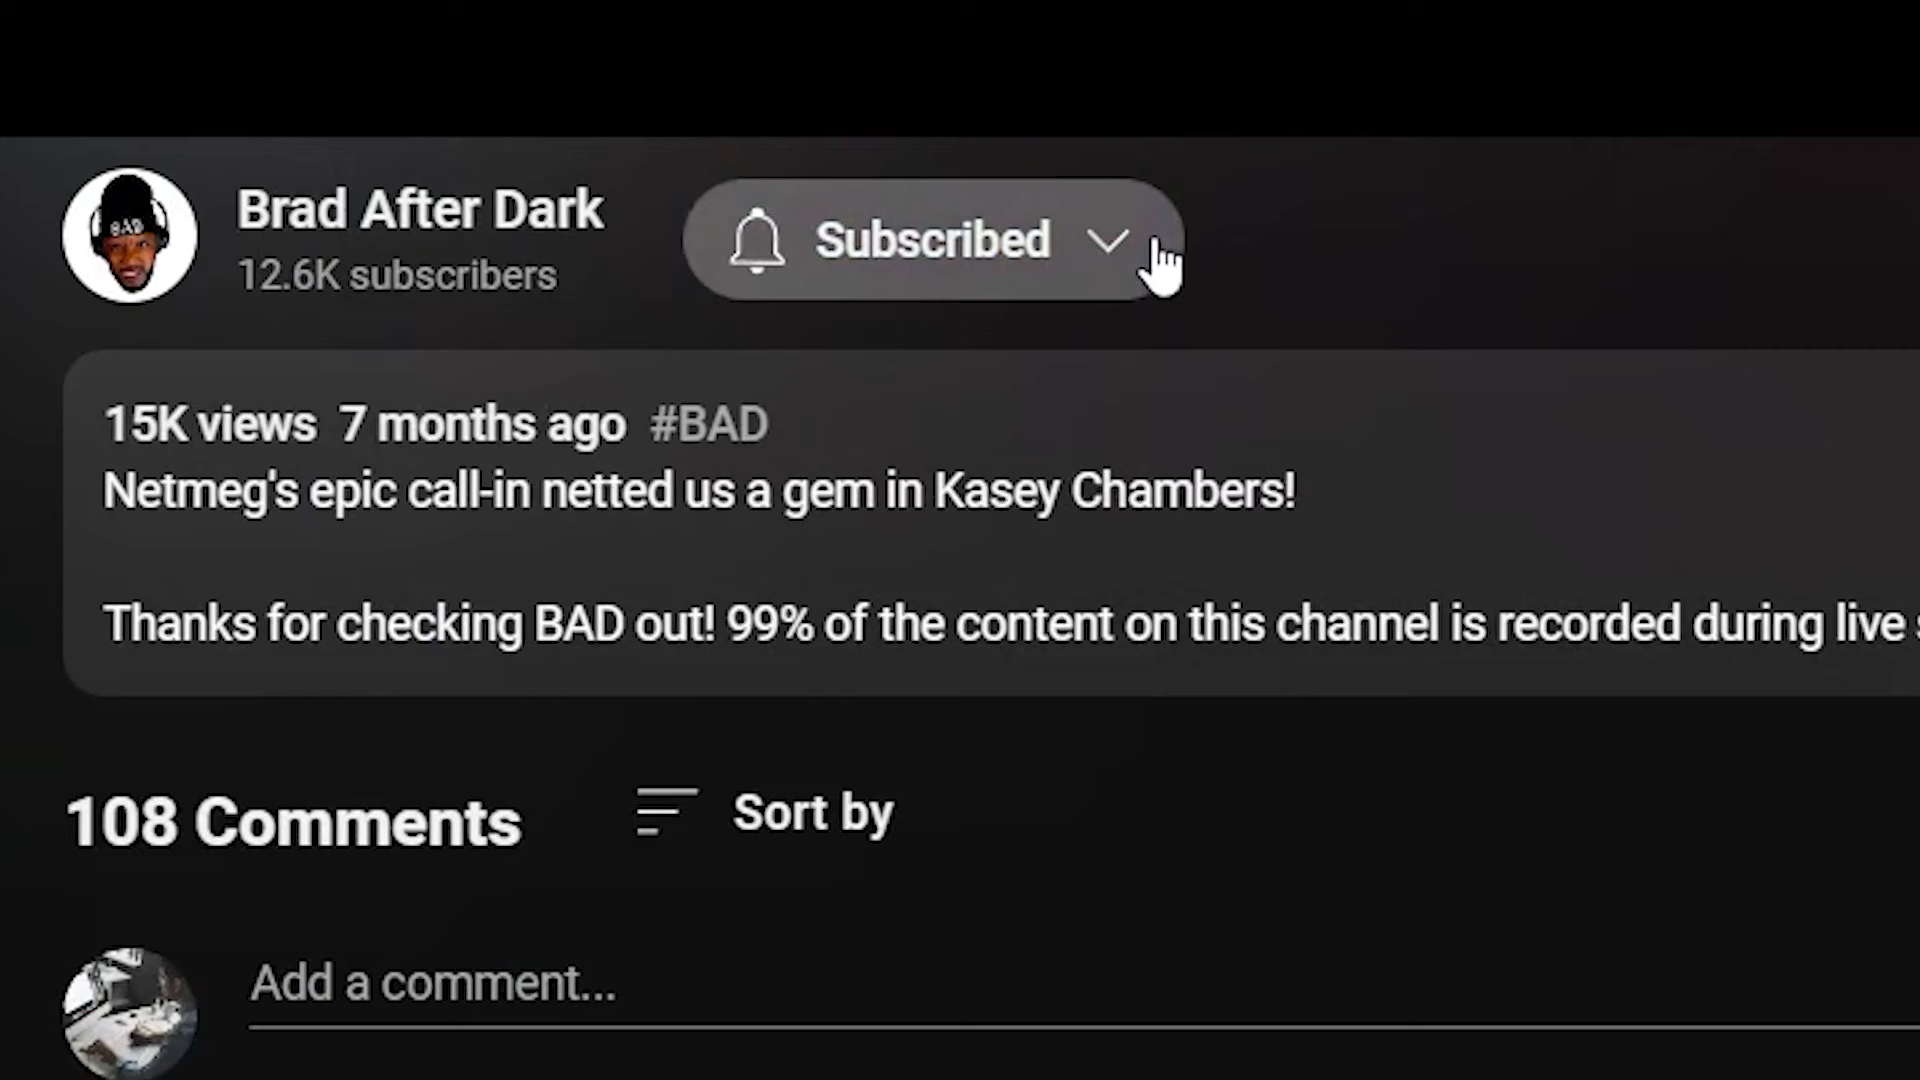 Brad After Dark
12.6K subscribers
Subscribed
BAD
15K views 7 months ago #BAD
Netmeg's epic call-in netted us a gem in Kasey Chambers!
Thanks for checking BAD out! 99% of the content on this channel is recorded during live
108 Comments
Sort by
Add a comment...